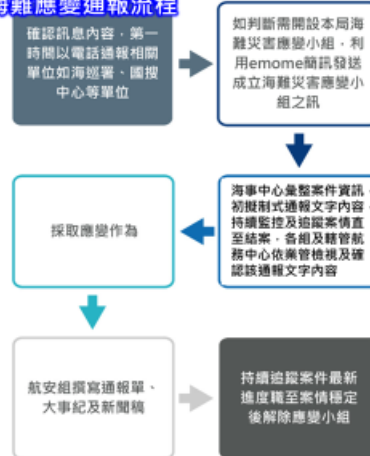 海難應變通報流程
確認訊息內容，第一
時間以電話通報相關
單位如海巡署、國搜
中心等單位
如判斷需開設本局海
難災害應變小組，利
用emome簡訊發送
成立海難災害應變小
組之訊
海事中心彙整案件資訊，
初擬制式通報文字內容，
持續監控及追蹤案情直
至結案，各組及轄管航
務中心依業管檢視及確
認該通報文字內容
採取應變作為
航安組撰寫通報單、
大事紀及新聞稿
持續追蹤案件最新
進度職至案情穩定
後解除應變小組